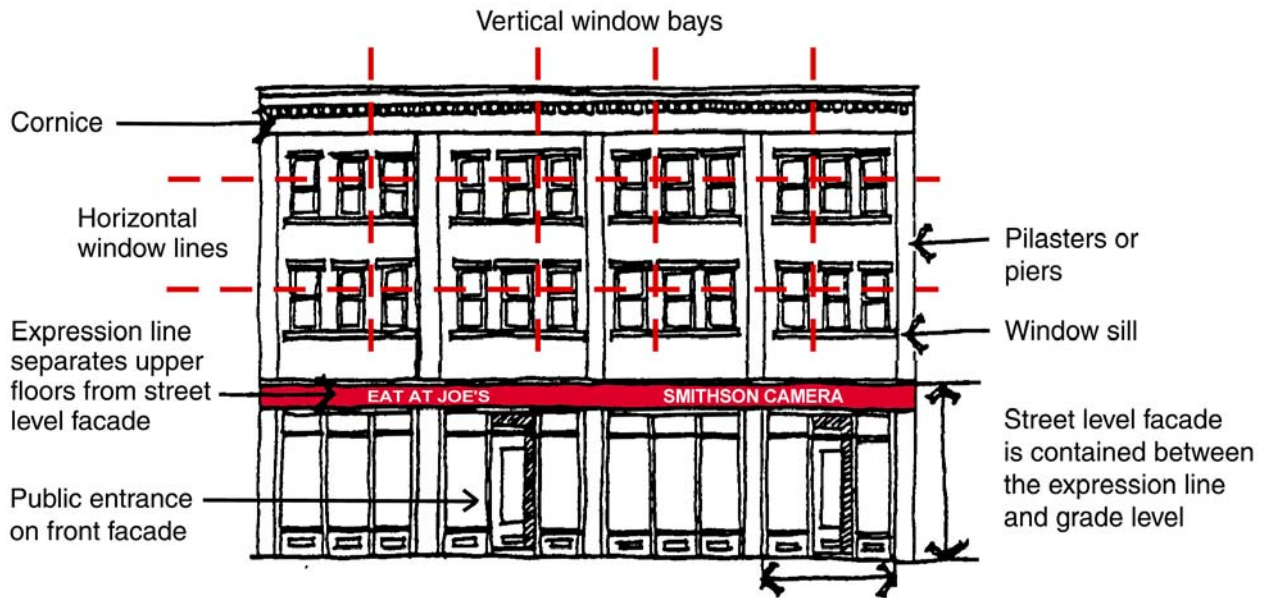 Vertical window bays
Cornice
Horizontal
window lines
Pilasters or
piers
Expression line
separates upper
floors from street
level facade
Window sill
EAT AT JOE'S
SMITHSON CAMERA
Street level facade
is contained between
the expression line
and grade level
Public entrance
on front facade